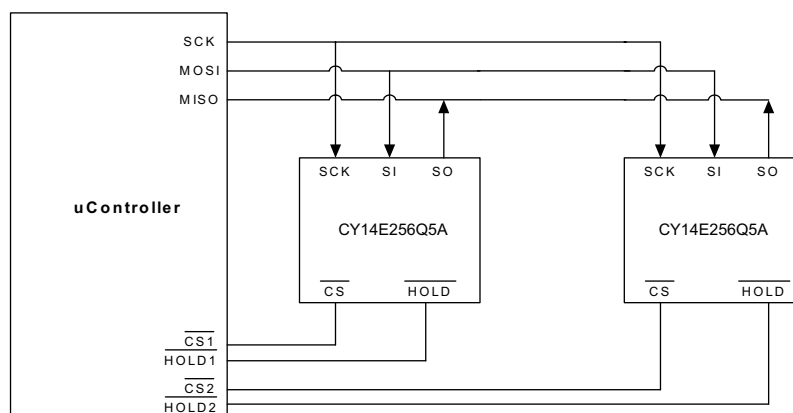 SCK
MOSI
MISO
SCK SI SO
SCK SI SO
uController
CY14E256Q5A
CY14E256Q5A
CS HOLD
CS HOLD
CS1
HOLD1
CS2
HOLD2